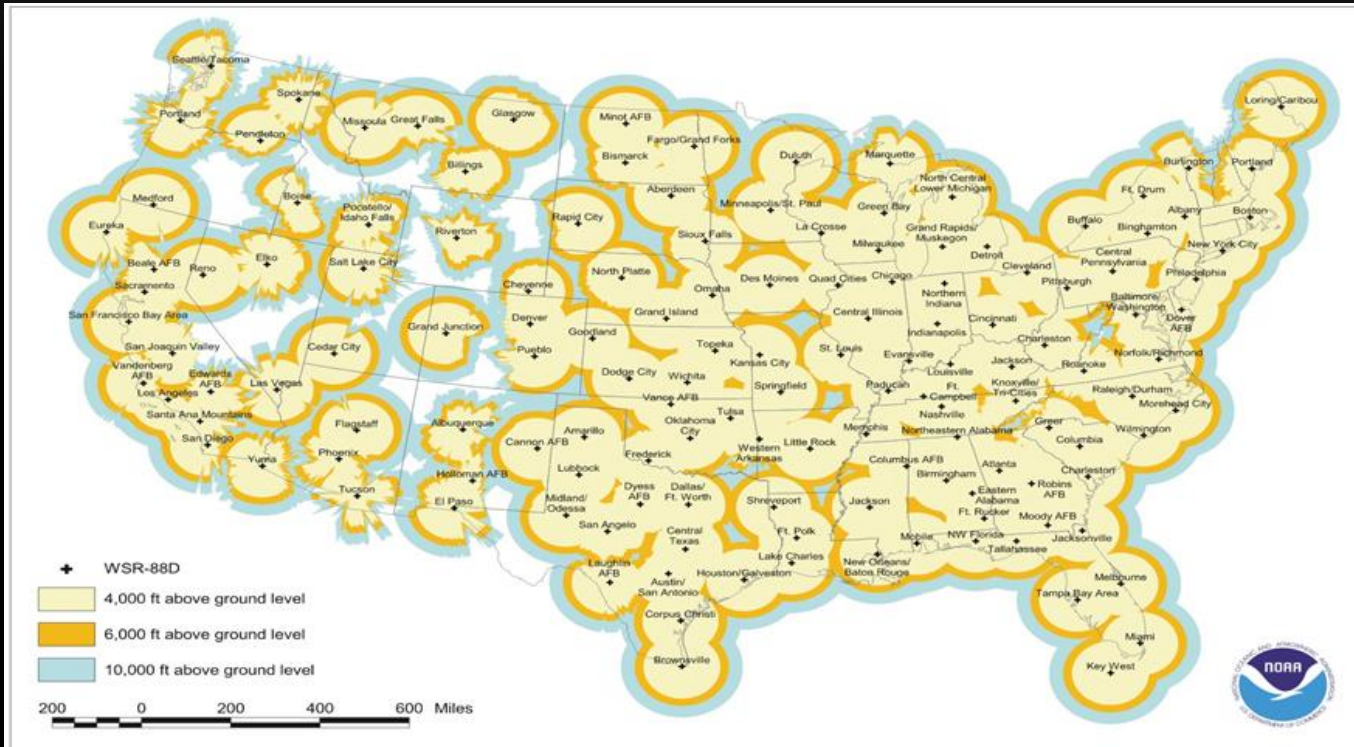 Seattle/Tacoma
Spokane
Portland
Pendleton
Missoula
Great Falls
Glasgow
Billings
Minot AFB
Fargo/Grand Forks
Bismarck
Aberdeen
Duluth
Marquette
North Central
Lower Michigan
Loring/Caribou
Burlington
Portland
Ft. Drum
Medford
Eureka
Boise
Pocatello/
Idaho Falls
Riverton
Rapid City
Sioux Falls
Minneapolis/St. Paul
La Crosse
Green Bay
Milwaukee
Grand Rapids/
Muskegon
Detroit
Buffalo
Binghamton
Albany
Boston
Beale AFB
Reno
Elko
Salt Lake City
Sacramento
San Francisco Bay Area
Cheyenne
North Platte
Omaha
Des Moines
Quad Cities
Chicago
Northern
Indiana
Cleveland
Pittsburgh
Central
Pennsylvania
New York City
Philadelphia
Baltimore/
Washington
Dover
AFB
San Joaquin Valley
Cedar City
Grand Junction
Denver
Pueblo
Goodland
Grand Island
Topeka
Kansas City
Central Illinois
St. Louis
Indianapolis
Cincinnati
Charleston
Evansville
Louisville
Jackson
Roanoke
Norfolk/Richmond
Vandenberg
AFB
Edwards
AFB
Los Angeles
Las Vegas
Santa Ana Mountains
San Diego
Yuma
Flagstaff
Phoenix
Tucson
Albuquerque
Holloman AFB
El Paso
Dodge City
Wichita
Vance AFB
Springfield
Tulsa
Oklahoma
City
Paducah
Ft.
Campbell
Nashville
Knoxville/
Tri-Cities
Raleigh/Durham
Morehead City
Cannon AFB
Amarillo
Lubbock
Frederick
Western
Arkansas
Little Rock
Memphis
Northeastern Alabama
Greer
Wilmington
Columbia
Columbus AFB
Birmingham
Atlanta
Charleston
Robins
AFB
Midland/
Odessa
San Angelo
Dyess
AFB
Dallas/
Ft. Worth
Central
Texas
Shreveport
Ft. Polk
Lake Charles
Jackson
Eastern
Alabama
Ft. Rucker
Moody AFB
Jacksonville
Mobile
NW Florida
Tallahassee
New Orleans/
Baton Rouge
Laughlin
AFB
Austin/
San Antonio
Houston/Galveston
Corpus Christi
Brownsville
Melbourne
Tampa Bay Area
Miami
Key West
WSR-88D
4,000 ft above ground level
6,000 ft above ground level
10,000 ft above ground level
200 0 200 400 600 Miles
NATIONAL OCEANIC AND ATMOSPHERIC ADMINISTRATION
NOAA
U.S. DEPARTMENT OF COMMERCE